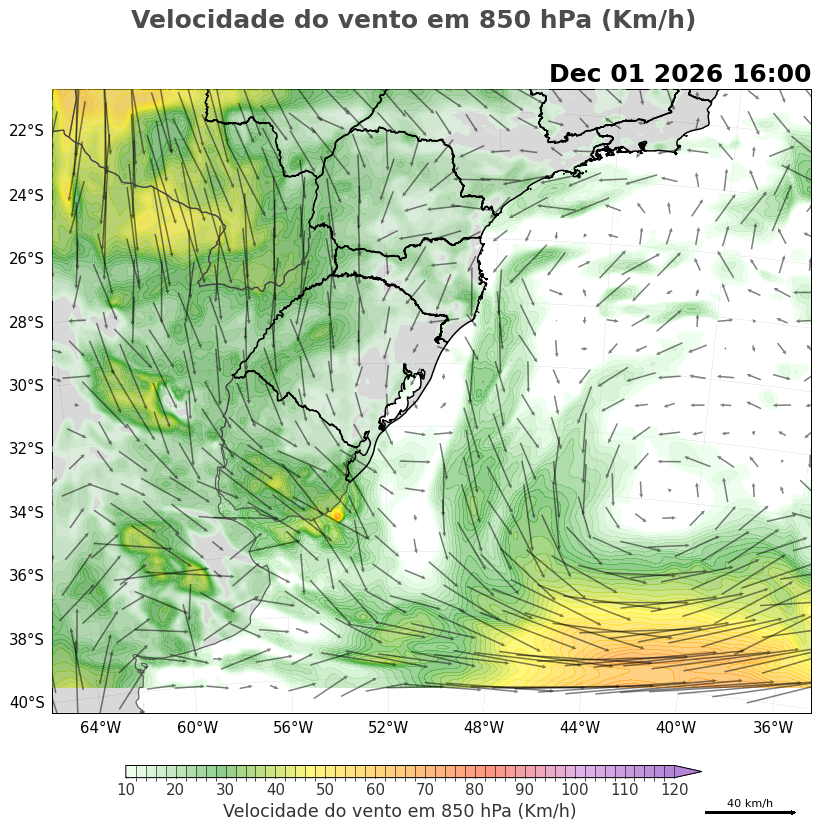 Velocidade do vento em 850 hPa (Km/h)
Dec 01 2026 16:00
22°S
24°S
26°S
28°S
30°S
32°S
34°S
36°S
38°S
40°S
64°W 60°W 56°W 52°W 48°W 44°W 40°W 36°W
10 20 30 40 50 60 70 80 90 100 110 120
Velocidade do vento em 850 hPa (Km/h)
40 km/h